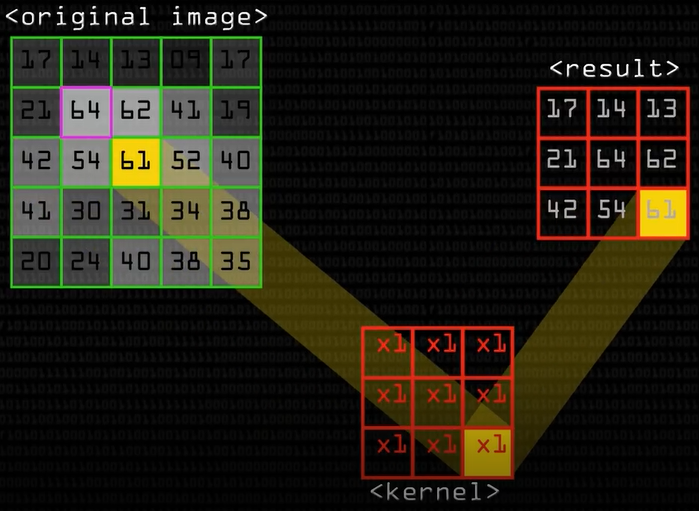 <original image>
17 14 13 09 17
21 64 62 41 19
42 54 61 52 40
41 30 31 34 38
20 24 40 38 35
<result>
17 14 13
21 64 62
42 54 61
x1 x1 x1
x1 x1 x1
x1 x1 x1
<kernel>